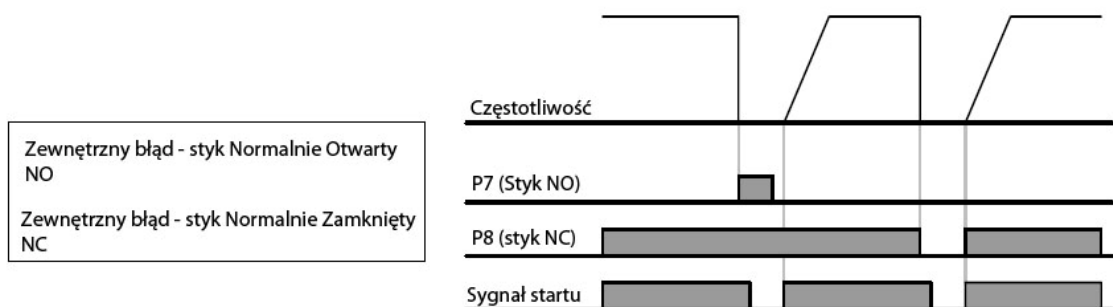 Zewnętrzny błąd - styk Normalnie Otwarty
NO
Zewnętrzny błąd - styk Normalnie Zamknięty
NC
Częstotliwość
P7 (Styk NO)
P8 (styk NC)
Sygnał startu